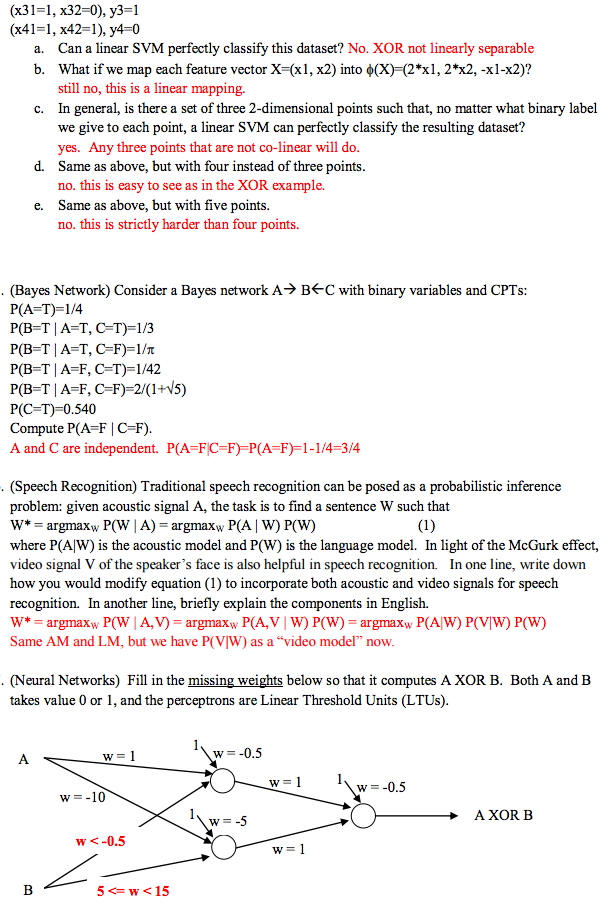 (x31=1, x32=0), y3=1
(x41=1, x42=1), y4=0
a. Can a linear SVM perfectly classify this dataset? No. XOR not linearly separable
b. What if we map each feature vector X=(x1, x2) into ϕ(X)=(2*x1, 2*x2, -x1-x2)?
still no, this is a linear mapping.
c. In general, is there a set of three 2-dimensional points such that, no matter what binary label
we give to each point, a linear SVM can perfectly classify the resulting dataset?
yes. Any three points that are not co-linear will do.
d. Same as above, but with four instead of three points.
no. this is easy to see as in the XOR example.
e. Same as above, but with five points.
no. this is strictly harder than four points.
. (Bayes Network) Consider a Bayes network A→ B←C with binary variables and CPTs:
P(A=T)=1/4
P(B=T | A=T, C=T)=1/3
P(B=T | A=T, C=F)=1/π
P(B=T | A=F, C=T)=1/42
P(B=T | A=F, C=F)=2/(1+√5)
P(C=T)=0.540
Compute P(A=F | C=F).
A and C are independent. P(A=F|C=F)=P(A=F)=1-1/4=3/4
. (Speech Recognition) Traditional speech recognition can be posed as a probabilistic inference
problem: given acoustic signal A, the task is to find a sentence W such that
W* = argmaxW P(W | A) = argmaxW P(A | W) P(W) (1)
where P(A|W) is the acoustic model and P(W) is the language model. In light of the McGurk effect,
video signal V of the speaker's face is also helpful in speech recognition. In one line, write down
how you would modify equation (1) to incorporate both acoustic and video signals for speech
recognition. In another line, briefly explain the components in English.
W* = argmaxW P(W | A,V) = argmaxW P(A,V | W) P(W) = argmaxW P(A|W) P(V|W) P(W)
Same AM and LM, but we have P(V|W) as a “video model” now.
. (Neural Networks) Fill in the missing weights below so that it computes A XOR B. Both A and B
takes value 0 or 1, and the perceptrons are Linear Threshold Units (LTUs).
A w = 1 1 w = -0.5
w = 1 1 w = -0.5
w = -10
1 w = -5 A XOR B
w < -0.5 w = 1
B 5 <= w < 15